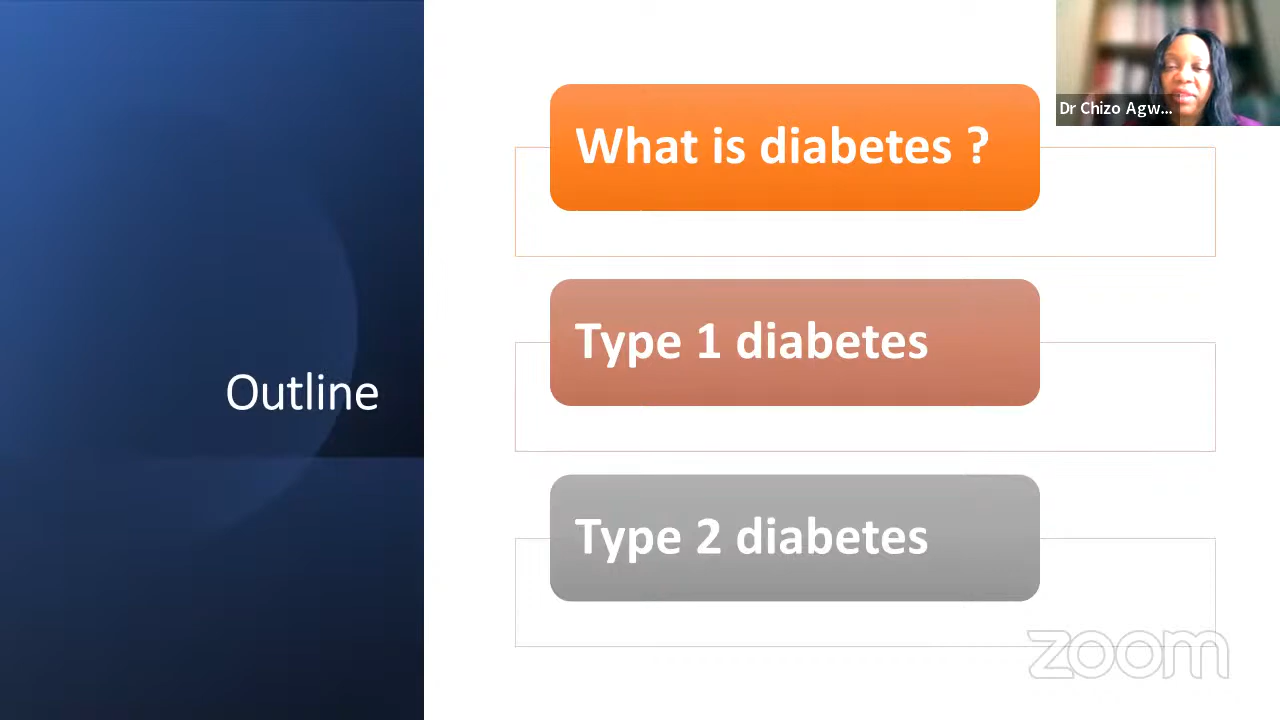 Dr Chizo Agw...
What is diabetes ?
Type 1 diabetes
Outline
Type 2 diabetes
zoom